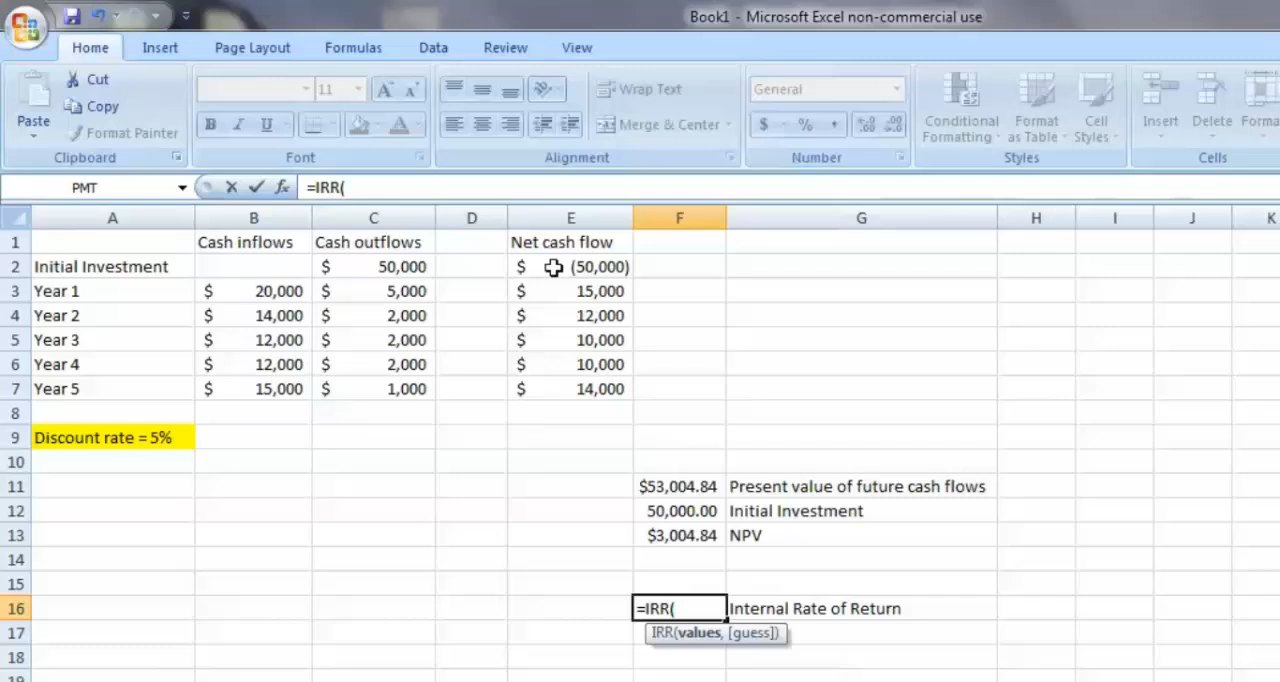 Book1 - Microsoft Excel non-commercial use
Home Insert Page Layout Formulas Data Review View
Paste Cut Copy Format Painter
Clipboard
11
B I U A
Font
Wrap Text
Merge & Center
Alignment
General
$ % ,
Number
Conditional Formatting Format as Table Cell Styles
Styles
Insert Delete Forma
Cells
PMT fx =IRR(
A B C D E F G H I J K
1 Cash inflows Cash outflows Net cash flow
2 Initial Investment $ 50,000 $ (50,000)
3 Year 1 $ 20,000 $ 5,000 $ 15,000
4 Year 2 $ 14,000 $ 2,000 $ 12,000
5 Year 3 $ 12,000 $ 2,000 $ 10,000
6 Year 4 $ 12,000 $ 2,000 $ 10,000
7 Year 5 $ 15,000 $ 1,000 $ 14,000
8
9 Discount rate = 5%
10
11 $53,004.84 Present value of future cash flows
12 50,000.00 Initial Investment
13 $3,004.84 NPV
14
15
16 =IRR( Internal Rate of Return
17 IRR(values, [guess])
18
19